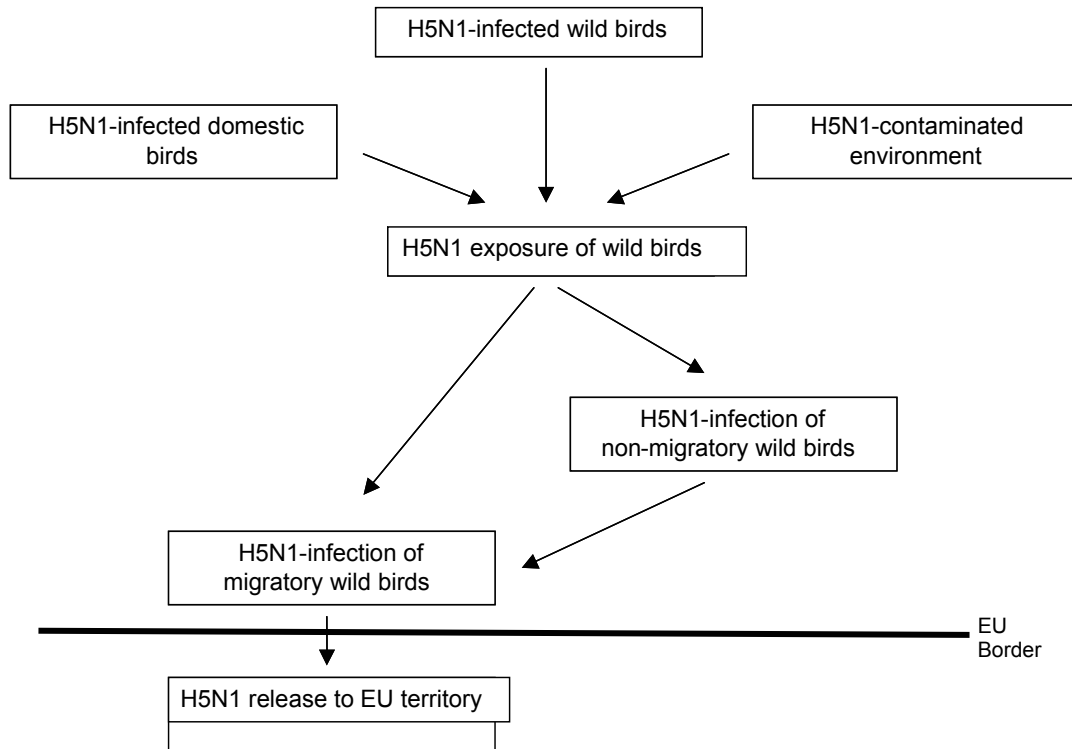 H5N1-infected wild birds
H5N1-infected domestic
birds
H5N1-contaminated
environment
H5N1 exposure of wild birds
H5N1-infection of
non-migratory wild birds
H5N1-infection of
migratory wild birds
EU
Border
H5N1 release to EU territory